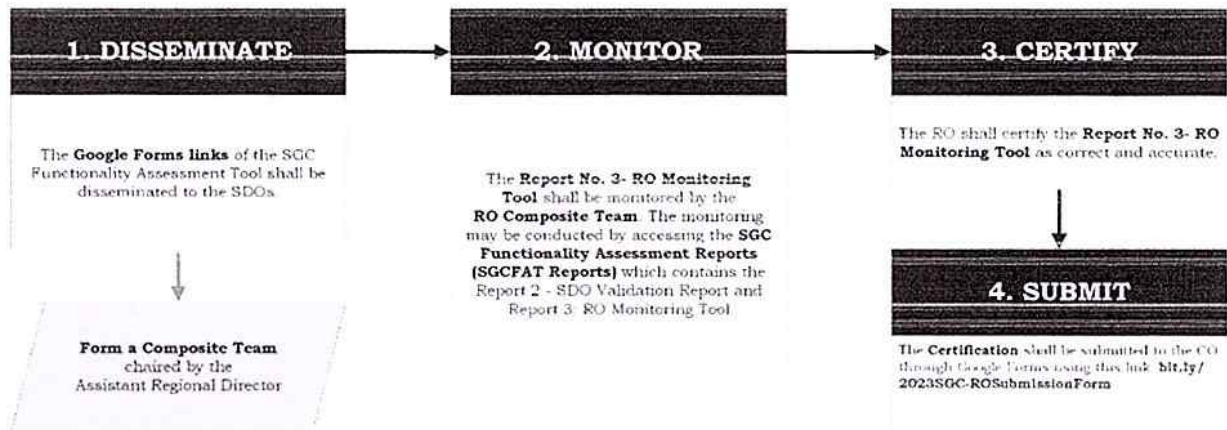 1. DISSEMINATE
The Google Forms links of the SGC
Functionality Assessment Tool shall be
disseminated to the SDOs
Form a Composite Team
chaired by the
Assistant Regional Director
2. MONITOR
The Report No. 3- RO Monitoring
Tool shall be monitored by the
RO Composite Team. The monitoring
may be conducted by accessing the SGC
Functionality Assessment Reports
(SGCFAT Reports) which contains the
Report 2 - SDO Validation Report and
Report 3 RO Monitoring Tool
3. CERTIFY
The RO shall certify the Report No. 3- RO
Monitoring Tool as correct and accurate.
4. SUBMIT
The Certification shall be submitted to the CO
through Google Forms using this link bit.ly/
2023SGC-ROSubmissionForm